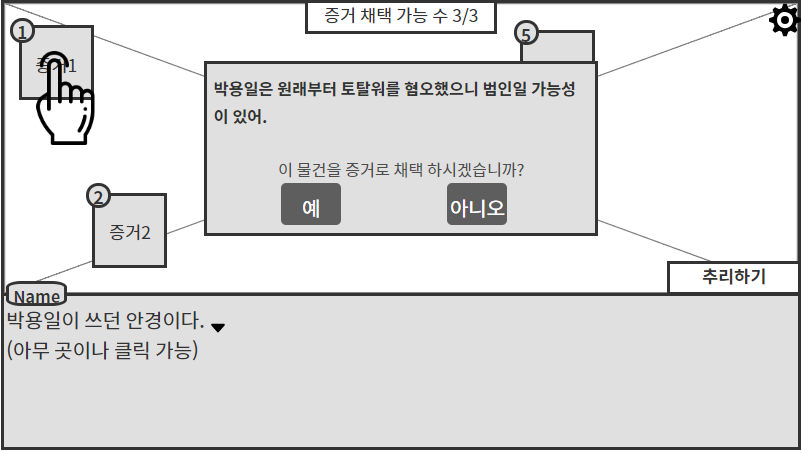 증거 채택 가능 수 3/3
1
증거1
5
박용일은 원래부터 토탈워를 혐오했으니 범인일 가능성
이 있어.
이 물건을 증거로 채택 하시겠습니까?
예
아니오
2
증거2
추리하기
Name
박용일이 쓰던 안경이다.
(아무 곳이나 클릭 가능)